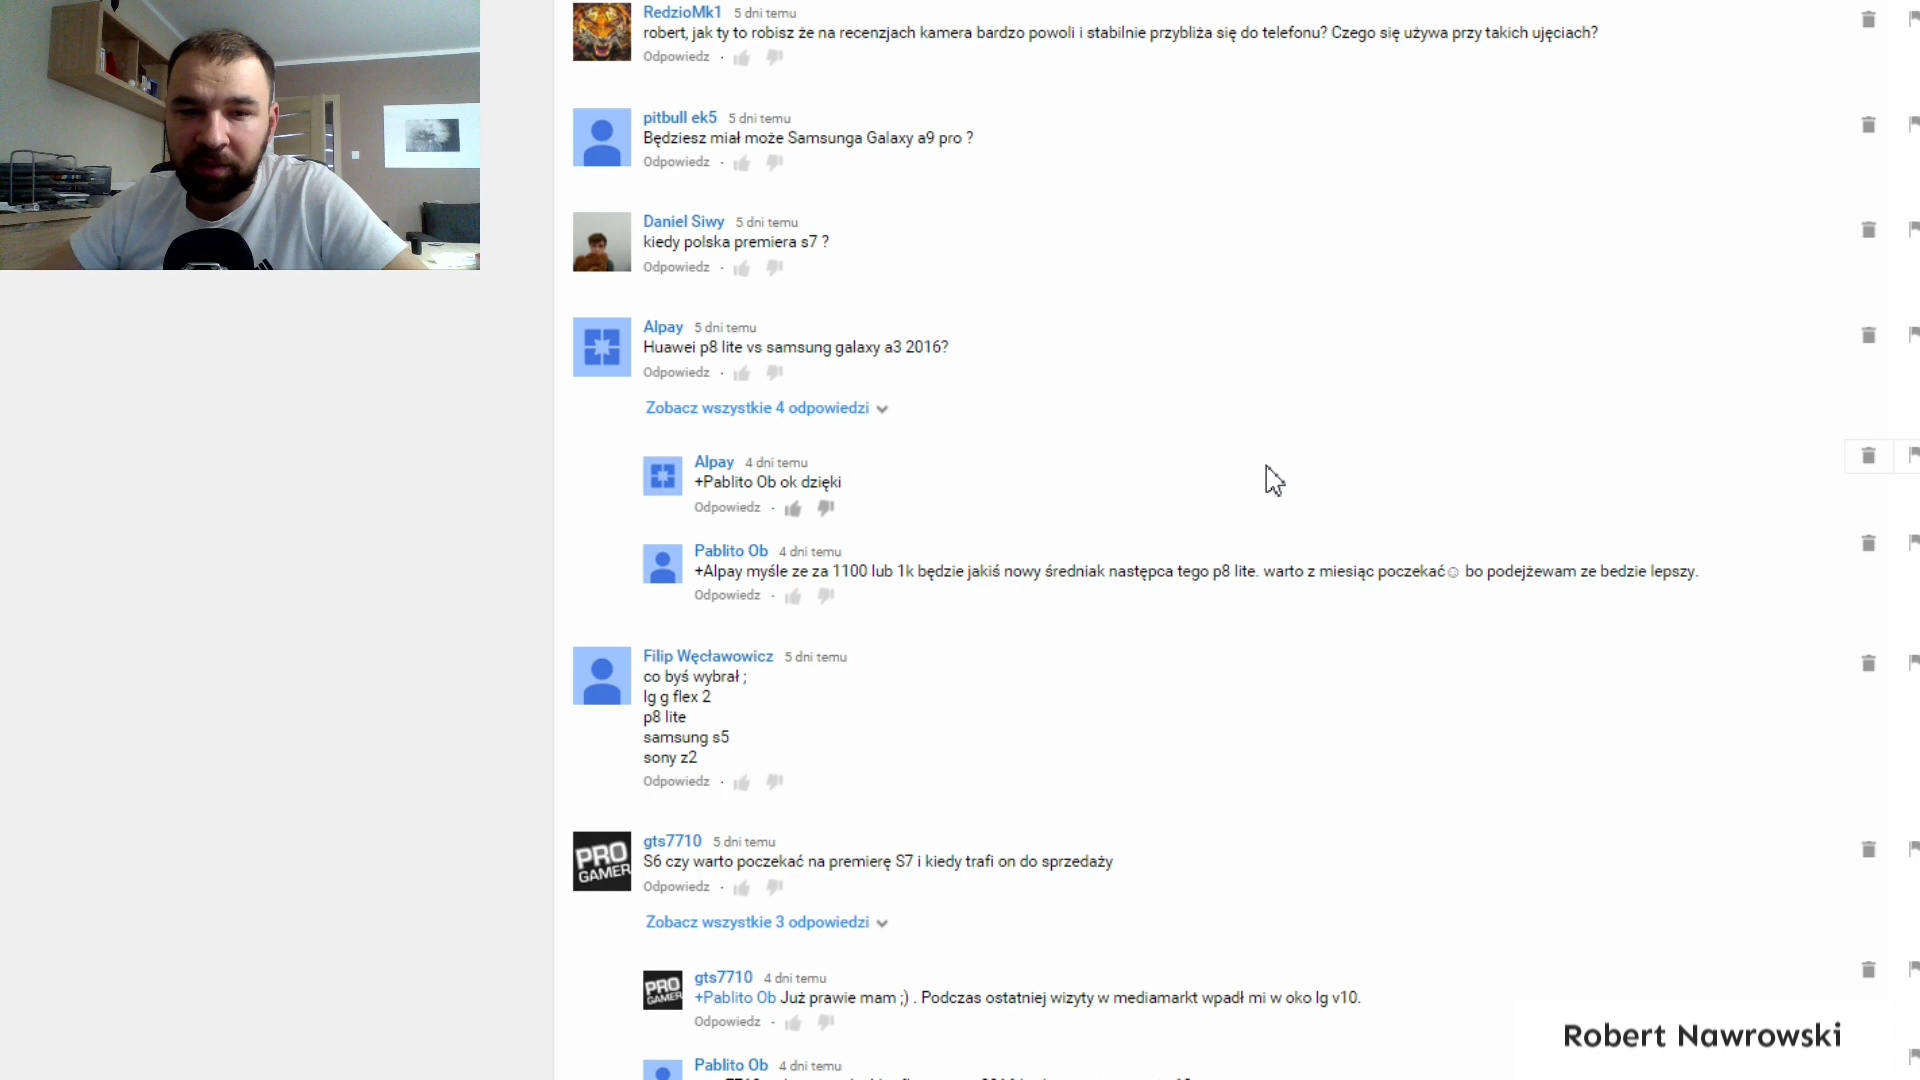 RedzioMk1 5 dni temu
robert, jak ty to robisz że na recenzjach kamera bardzo powoli i stabilnie przybliża się do telefonu? Czego się używa przy takich ujęciach?
Odpowiedz
pitbull ek5 5 dni temu
Będziesz miał może Samsunga Galaxy a9 pro ?
Odpowiedz
Daniel Siwy 5 dni temu
kiedy polska premiera s7 ?
Odpowiedz
Alpay 5 dni temu
Huawei p8 lite vs samsung galaxy a3 2016?
Odpowiedz
Zobacz wszystkie 4 odpowiedzi
Alpay 4 dni temu
+Pablito Ob ok dzięki
Odpowiedz
Pablito Ob 4 dni temu
+Alpay myśle ze za 1100 lub 1k będzie jakiś nowy średniak następca tego p8 lite. warto z miesiąc poczekać☺ bo podejżewam ze bedzie lepszy.
Odpowiedz
Filip Węcławowicz 5 dni temu
co byś wybrał ;
lg g flex 2
p8 lite
samsung s5
sony z2
Odpowiedz
gts7710 5 dni temu
PRO
GAMER
S6 czy warto poczekać na premierę S7 i kiedy trafi on do sprzedaży
Odpowiedz
Zobacz wszystkie 3 odpowiedzi
gts7710 4 dni temu
PRO
GAMER
+Pablito Ob Już prawie mam ;) . Podczas ostatniej wizyty w mediamarkt wpadł mi w oko lg v10.
Odpowiedz
Robert Nawrowski
Pablito Ob 4 dni temu